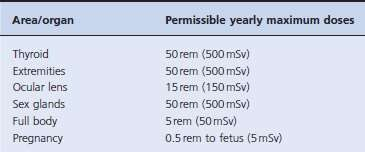 Area/organ Permissible yearly maximum doses
Thyroid 50 rem (500 mSv)
Extremities 50 rem (500 mSv)
Ocular lens 15 rem (150 mSv)
Sex glands 50 rem (500 mSv)
Full body 5 rem (50 mSv)
Pregnancy 0.5 rem to fetus (5 mSv)